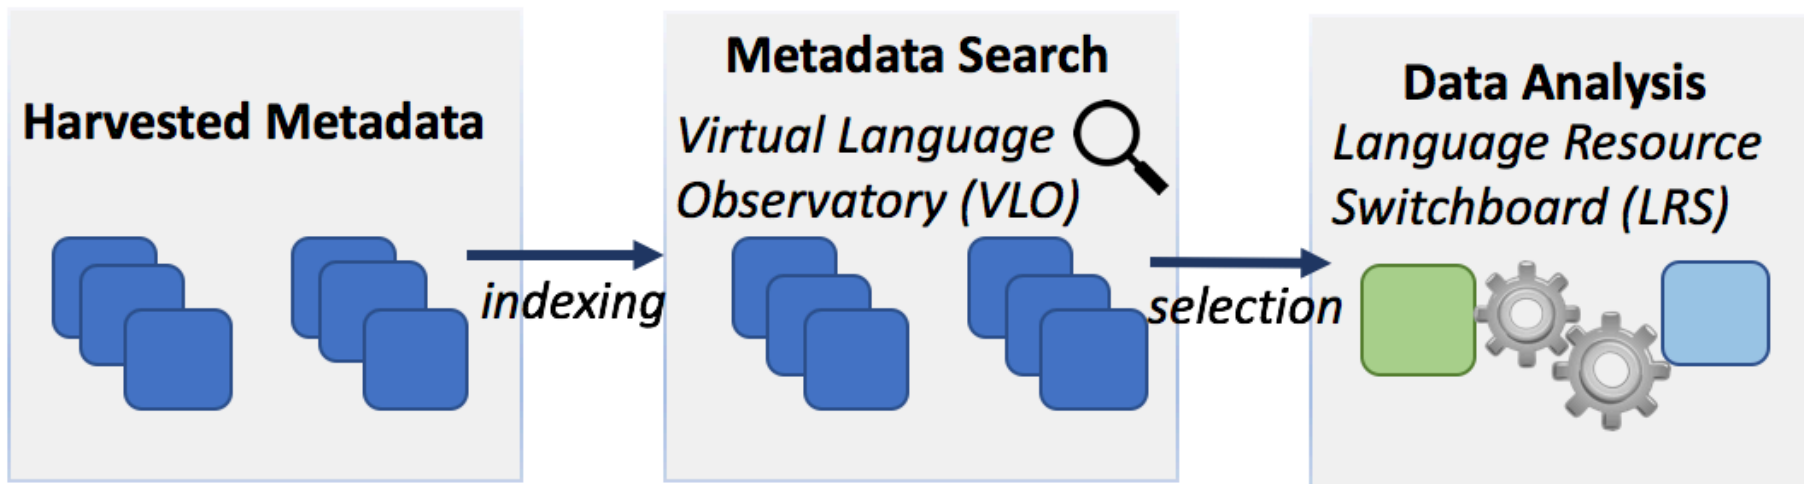 Harvested Metadata
indexing
Metadata Search
Virtual Language
Observatory (VLO)
selection
Data Analysis
Language Resource
Switchboard (LRS)